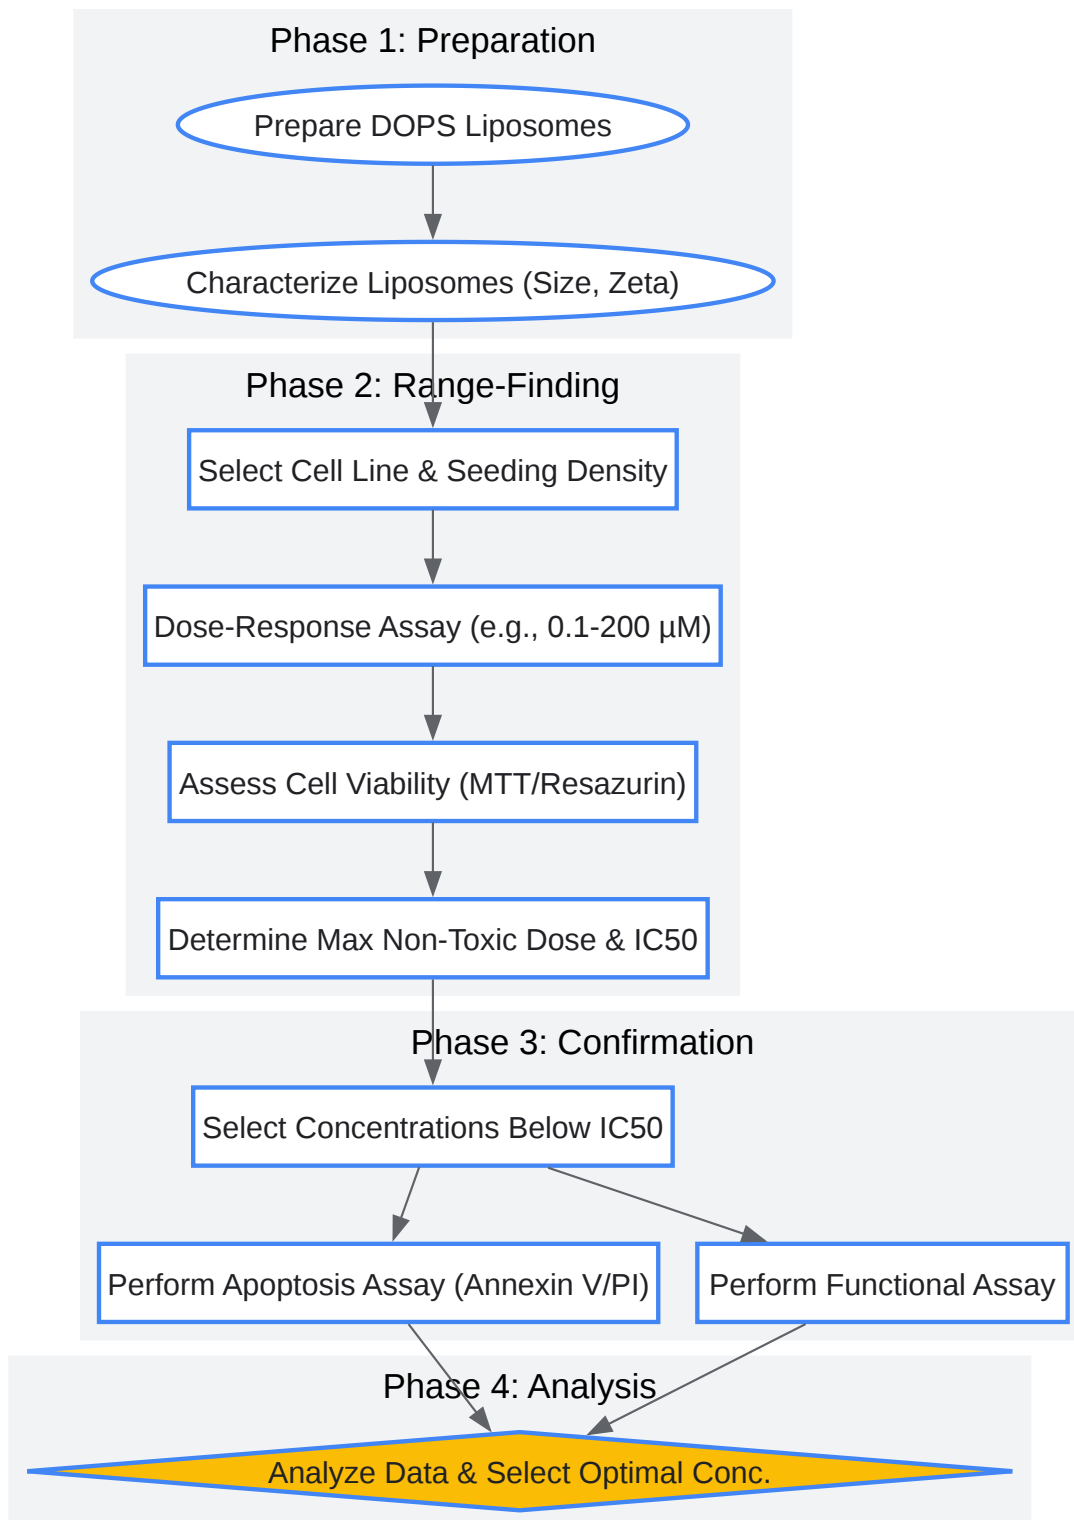 Phase 1: Preparation
Prepare DOPS Liposomes
Characterize Liposomes (Size, Zeta)
Phase 2: Range-Finding
Select Cell Line & Seeding Density
Dose-Response Assay (e.g., 0.1-200 µM)
Assess Cell Viability (MTT/Resazurin)
Determine Max Non-Toxic Dose & IC50
Phase 3: Confirmation
Select Concentrations Below IC50
Perform Apoptosis Assay (Annexin V/PI)
Perform Functional Assay
Phase 4: Analysis
Analyze Data & Select Optimal Conc.